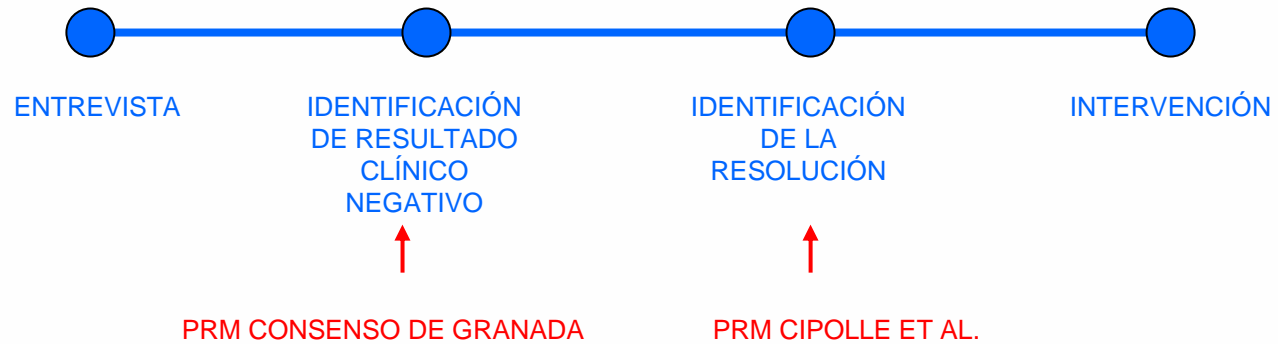 ENTREVISTA
IDENTIFICACIÓN
DE RESULTADO
CLÍNICO
NEGATIVO
IDENTIFICACIÓN
DE LA
RESOLUCIÓN
INTERVENCIÓN
PRM CONSENSO DE GRANADA
PRM CIPOLLE ET AL.